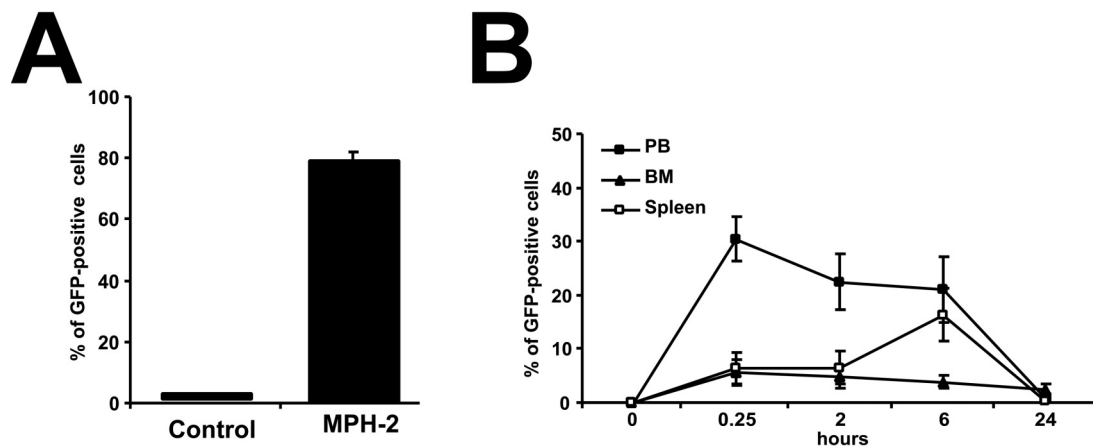 A
B
% of GFP-positive cells
100
80
60
40
20
0
Control
MPH-2
% of GFP-positive cells
50
40
30
20
10
0
PB
BM
Spleen
0
0.25
2
6
24
hours